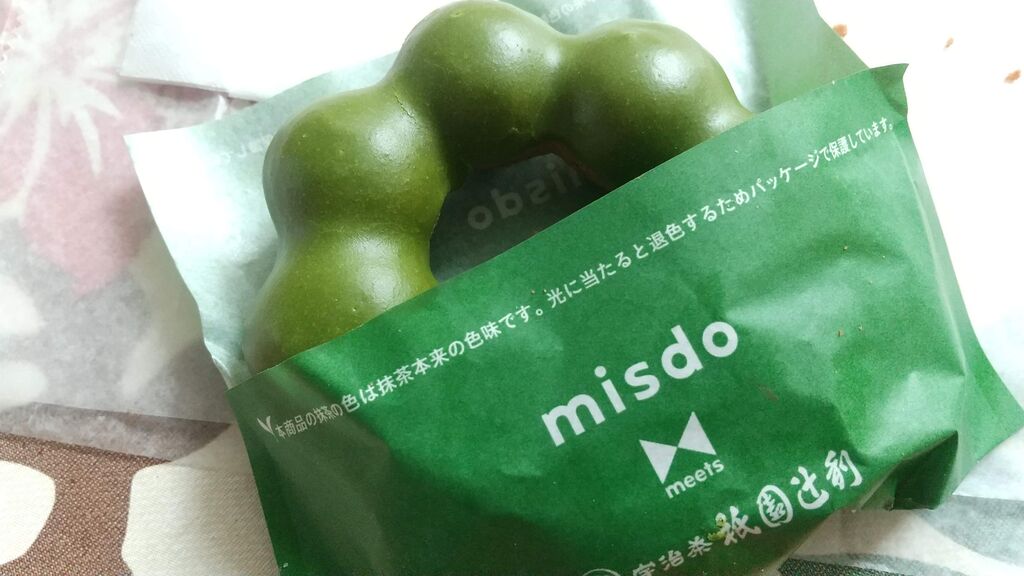 本商品の抹茶の色は抹茶本来の色味です。光に当たると退色するためパッケージで保護しています。
misdo
meets
宇治茶 祇園辻利
misdo